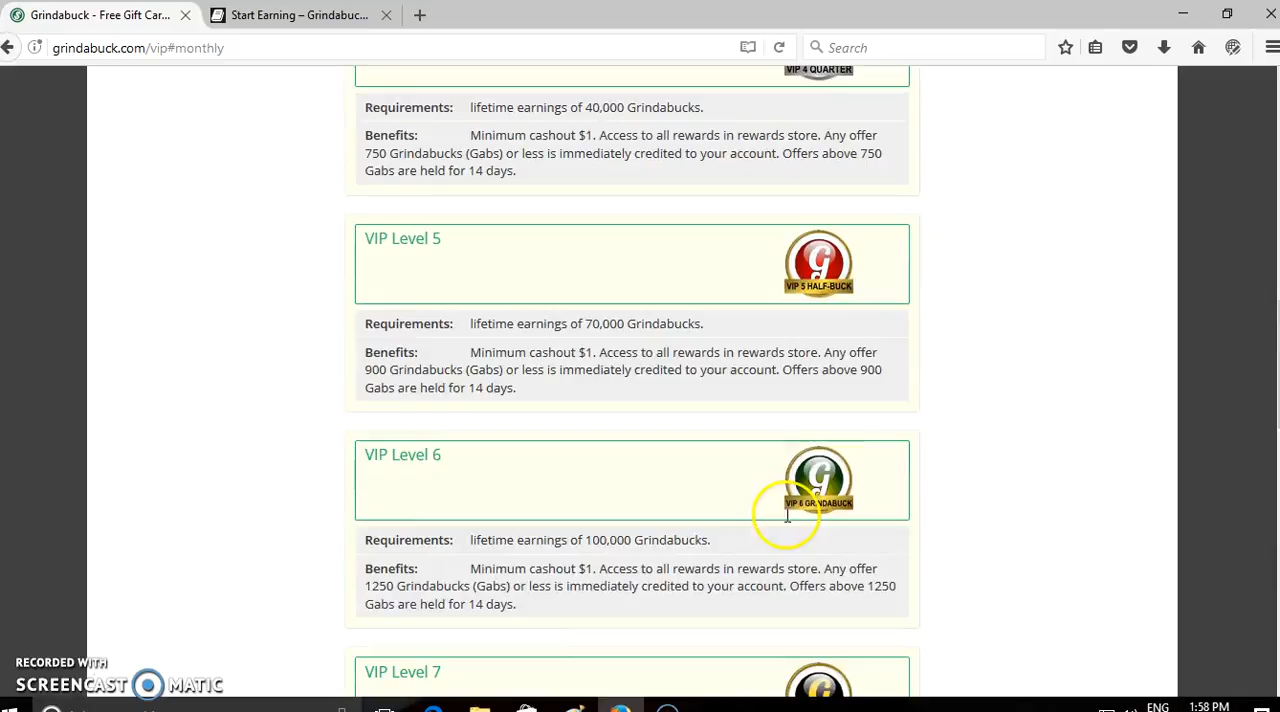 Grindabuck - Free Gift Car...
Start Earning – Grindabuc...
grindabuck.com/vip#monthly
Search
VIP 4 QUARTER
Requirements: lifetime earnings of 40,000 Grindabucks.
Benefits: Minimum cashout $1. Access to all rewards in rewards store. Any offer
750 Grindabucks (Gabs) or less is immediately credited to your account. Offers above 750
Gabs are held for 14 days.
VIP Level 5
G
VIP 5 HALF-BUCK
Requirements: lifetime earnings of 70,000 Grindabucks.
Benefits: Minimum cashout $1. Access to all rewards in rewards store. Any offer
900 Grindabucks (Gabs) or less is immediately credited to your account. Offers above 900
Gabs are held for 14 days.
VIP Level 6
G
VIP 6 GRINDABUCK
Requirements: lifetime earnings of 100,000 Grindabucks.
Benefits: Minimum cashout $1. Access to all rewards in rewards store. Any offer
1250 Grindabucks (Gabs) or less is immediately credited to your account. Offers above 1250
Gabs are held for 14 days.
VIP Level 7
RECORDED WITH
SCREENCAST MATIC
ENG
1:58 PM